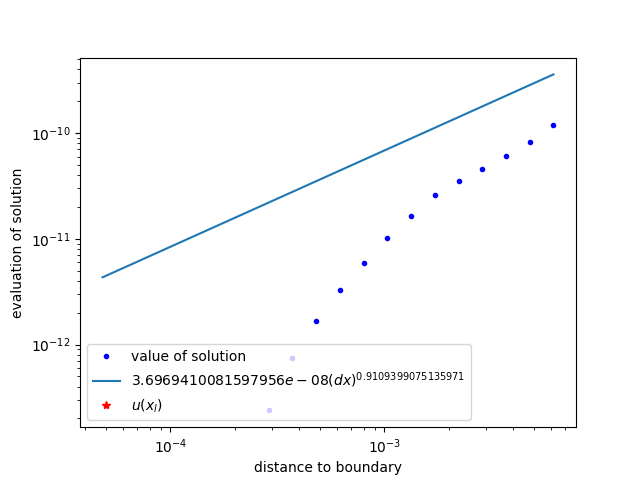 evaluation of solution
10^{-10}
10^{-11}
10^{-12}
value of solution
3.6969410081597956e − 08(dx)^{0.9109399075135971}
u(x_l)
10^{-4}
10^{-3}
distance to boundary